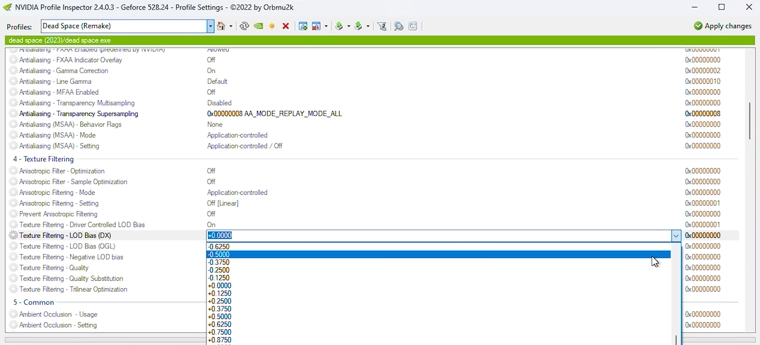 NVIDIA Profile Inspector 2.4.0.3 - Geforce 528.24 - Profile Settings - ©2022 by Orbmu2k
Profiles: Dead Space (Remake) Apply changes
dead space (2023)/dead space.exe
Antialiasing - FXAA Enabled (predefined by NVIDIA) Allowed 0x00000000
Antialiasing - FXAA Indicator Overlay Off 0x00000000
Antialiasing - Gamma Correction On 0x00000002
Antialiasing - Line Gamma Default 0x00000010
Antialiasing - MFAA Enabled Off 0x00000000
Antialiasing - Transparency Multisampling Disabled 0x00000000
Antialiasing - Transparency Supersampling 0x00000008 AA_MODE_REPLAY_MODE_ALL 0x00000008
Antialiasing (MSAA) - Behavior Flags None 0x00000000
Antialiasing (MSAA) - Mode Application-controlled 0x00000000
Antialiasing (MSAA) - Setting Application-controlled / Off 0x00000000
4 - Texture Filtering
Anisotropic Filter - Optimization Off 0x00000000
Anisotropic Filter - Sample Optimization Off 0x00000000
Anisotropic Filtering - Mode Application-controlled 0x00000000
Anisotropic Filtering - Setting Off [Linear] 0x00000001
Prevent Anisotropic Filtering Off 0x00000000
Texture Filtering - Driver Controlled LOD Bias On 0x00000001
Texture Filtering - LOD Bias (DX) +0.0000 0x00000000
Texture Filtering - LOD Bias (OGL) -0.6250 0x00000000
-0.5000
Texture Filtering - Negative LOD bias -0.3750 0x00000000
Texture Filtering - Quality -0.2500 0x00000000
Texture Filtering - Quality Substitution -0.1250 0x00000000
+0.0000
Texture Filtering - Trilinear Optimization +0.1250 0x00000000
5 - Common +0.2500
+0.3750
Ambient Occlusion - Usage +0.5000 0x00000000
Ambient Occlusion - Setting +0.6250 0x00000000
+0.7500
+0.8750